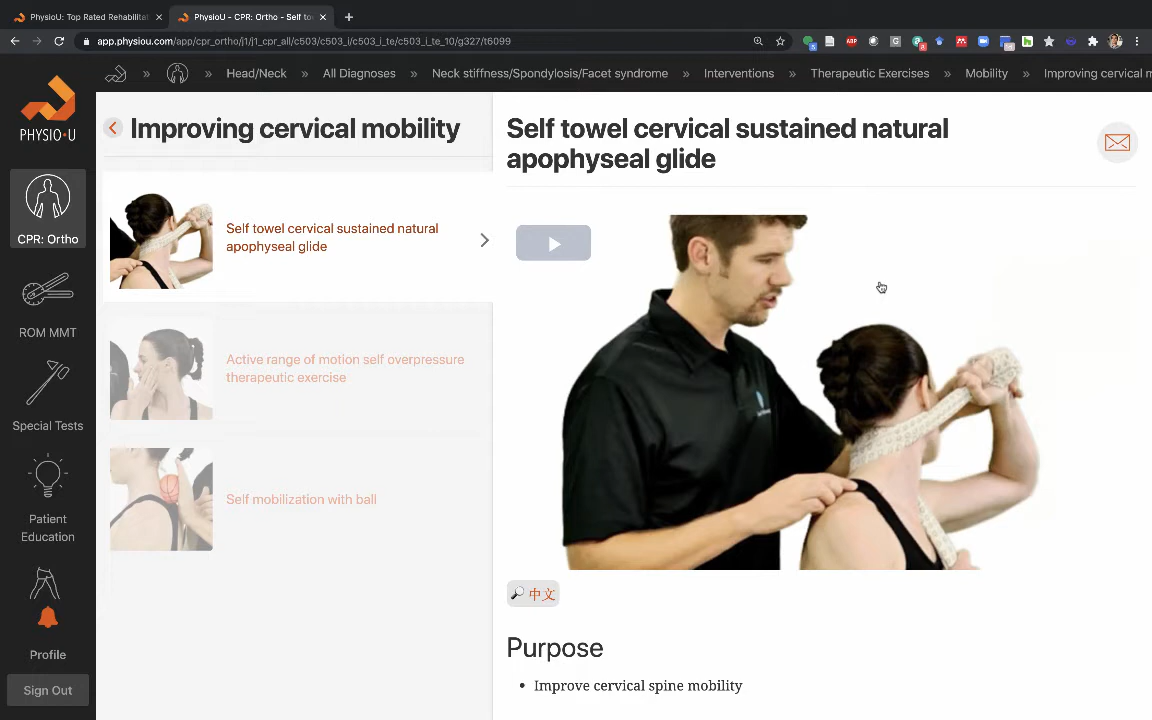 PhysioU: Top Rated Rehabilitat
PhysioU - CPR: Ortho - Self to
app.physiou.com/app/cpr_ortho/j1/j1_cpr_all/c503/c503_i/c503_i_te/c503_i_te_10/g327/t6099
» » Head/Neck » All Diagnoses » Neck stiffness/Spondylosis/Facet syndrome » Interventions » Therapeutic Exercises » Mobility » Improving cervical m
PHYSIO·U
CPR: Ortho
ROM MMT
Special Tests
Patient
Education
Profile
Sign Out
Improving cervical mobility
Self towel cervical sustained natural
apophyseal glide
Active range of motion self overpressure
therapeutic exercise
Self mobilization with ball
Self towel cervical sustained natural
apophyseal glide
中文
Purpose
• Improve cervical spine mobility